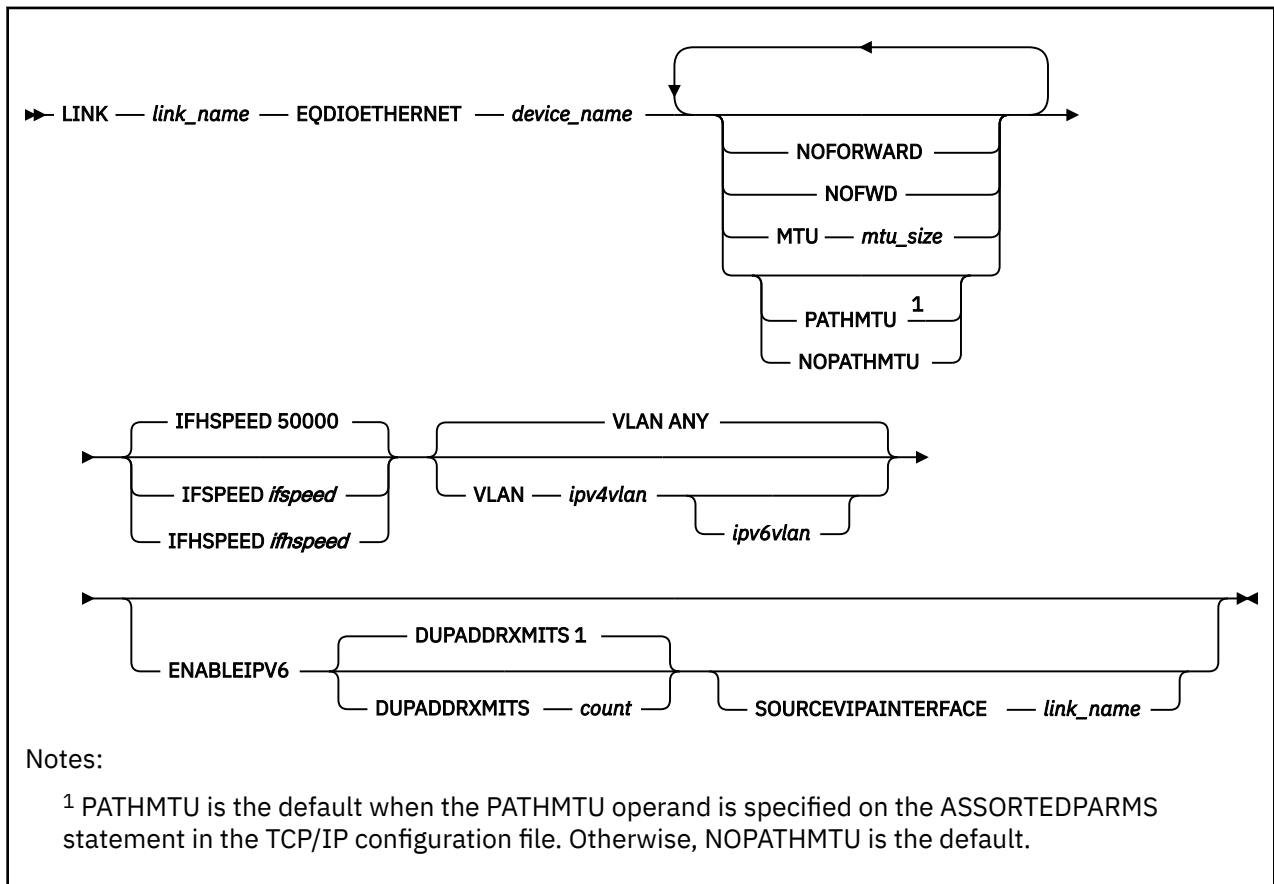 LINK link_name EQDIOETHERNET device_name
NOFORWARD
NOFWD
MTU mtu_size
PATHMTU 1
NOPATHMTU
IFHSPEED 50000 VLAN ANY
IFSPEED ifspeed VLAN ipv4vlan
IFHSPEED ifhspeed ipv6vlan
DUPADDRXMITS 1
ENABLEIPV6
DUPADDRXMITS count SOURCEVIPAINTERFACE link_name
Notes:
1 PATHMTU is the default when the PATHMTU operand is specified on the ASSORTEDPARMS
statement in the TCP/IP configuration file. Otherwise, NOPATHMTU is the default.